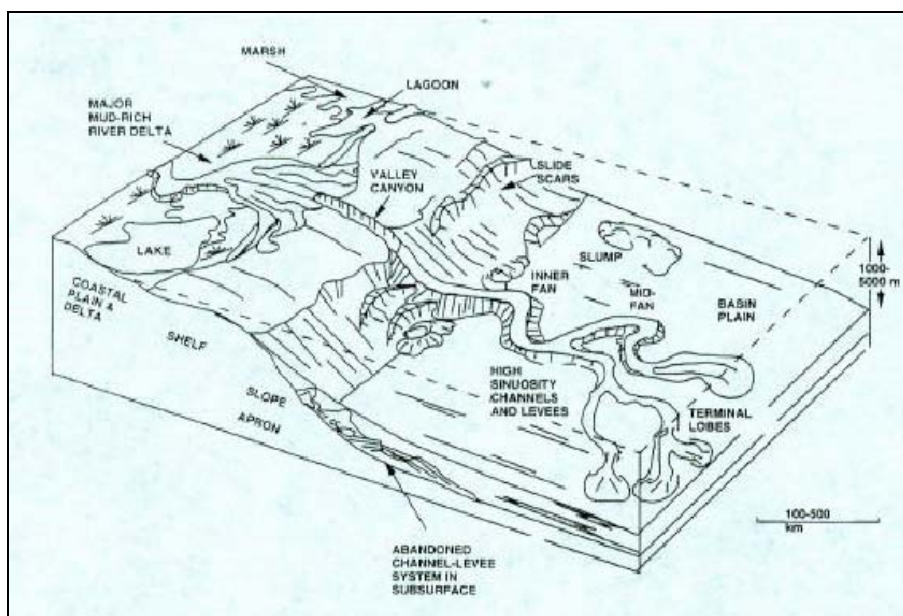 MARSH
LAGOON
MAJOR
MUD-RICH
RIVER DELTA
VALLEY
CANYON
SLIDE
SCARS
LAKE
SLUMP
INNER
FAN
MID-
FAN
BASIN
PLAIN
1000-
5000 m
COASTAL
PLAIN &
DELTA
SHELF
SLOPE
APRON
HIGH
SINUOSITY
CHANNELS
AND LEVEES
TERMINAL
LOBES
100-500
km
ABANDONED
CHANNEL-LEVEE
SYSTEM IN
SUBSURFACE